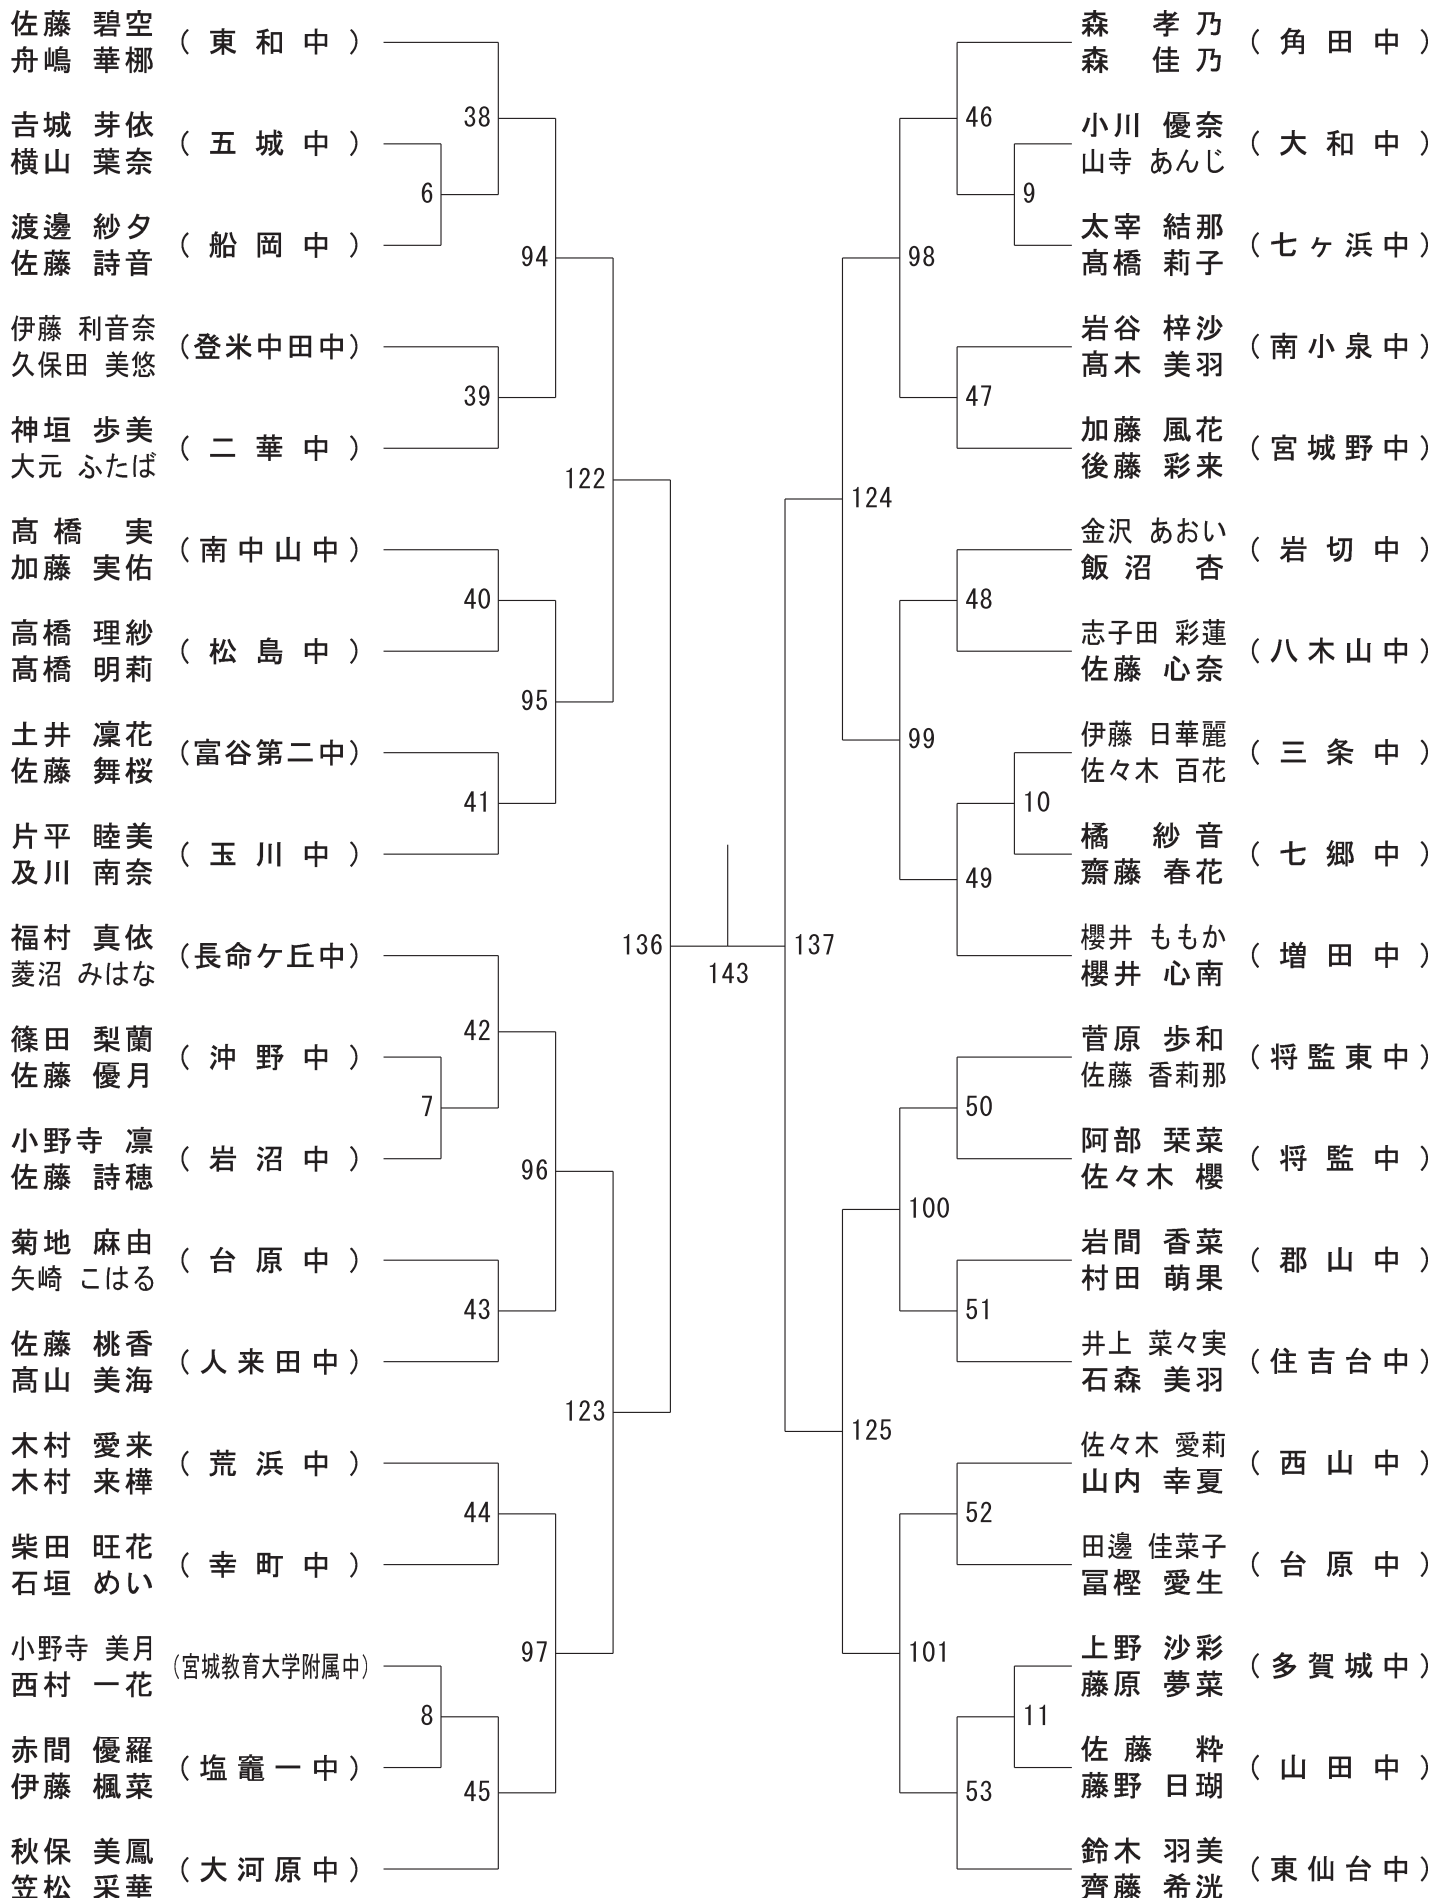 佐藤 碧空
舟嶋 華梛
(東和中)
𠮷城 芽依
横山 葉奈
(五城中)
渡邊 紗夕
佐藤 詩音
(船岡中)
伊藤 利音奈
久保田 美悠
(登米中田中)
神垣 歩美
大元 ふたば
(二華中)
髙橋 実
加藤 実佑
(南中山中)
高橋 理紗
髙橋 明莉
(松島中)
土井 凜花
佐藤 舞桜
(富谷第二中)
片平 睦美
及川 南奈
(玉川中)
福村 真依
菱沼 みはな
(長命ケ丘中)
篠田 梨蘭
佐藤 優月
(沖野中)
小野寺 凛
佐藤 詩穂
(岩沼中)
菊地 麻由
矢崎 こはる
(台原中)
佐藤 桃香
髙山 美海
(人来田中)
木村 愛来
木村 来樺
(荒浜中)
柴田 旺花
石垣 めい
(幸町中)
小野寺 美月
西村 一花
(宮城教育大学附属中)
赤間 優羅
伊藤 楓菜
(塩竈一中)
秋保 美鳳
笠松 采華
(大河原中)
6
7
8
38
39
40
41
42
43
44
45
94
95
96
97
122
123
136
143
137
124
125
98
99
100
101
46
47
48
49
50
51
52
53
9
10
11
森 孝乃
森 佳乃
(角田中)
小川 優奈
山寺 あんじ
(大和中)
太宰 結那
髙橋 莉子
(七ヶ浜中)
岩谷 梓沙
髙木 美羽
(南小泉中)
加藤 風花
後藤 彩来
(宮城野中)
金沢 あおい
飯沼 杏
(岩切中)
志子田 彩蓮
佐藤 心奈
(八木山中)
伊藤 日華麗
佐々木 百花
(三条中)
橘 紗音
齋藤 春花
(七郷中)
櫻井 ももか
櫻井 心南
(増田中)
菅原 歩和
佐藤 香莉那
(将監東中)
阿部 栞菜
佐々木 櫻
(将監中)
岩間 香菜
村田 萌果
(郡山中)
井上 菜々実
石森 美羽
(住吉台中)
佐々木 愛莉
山内 幸夏
(西山中)
田邊 佳菜子
冨樫 愛生
(台原中)
上野 沙彩
藤原 夢菜
(多賀城中)
佐藤 粋
藤野 日瑚
(山田中)
鈴木 羽美
齊藤 希洸
(東仙台中)